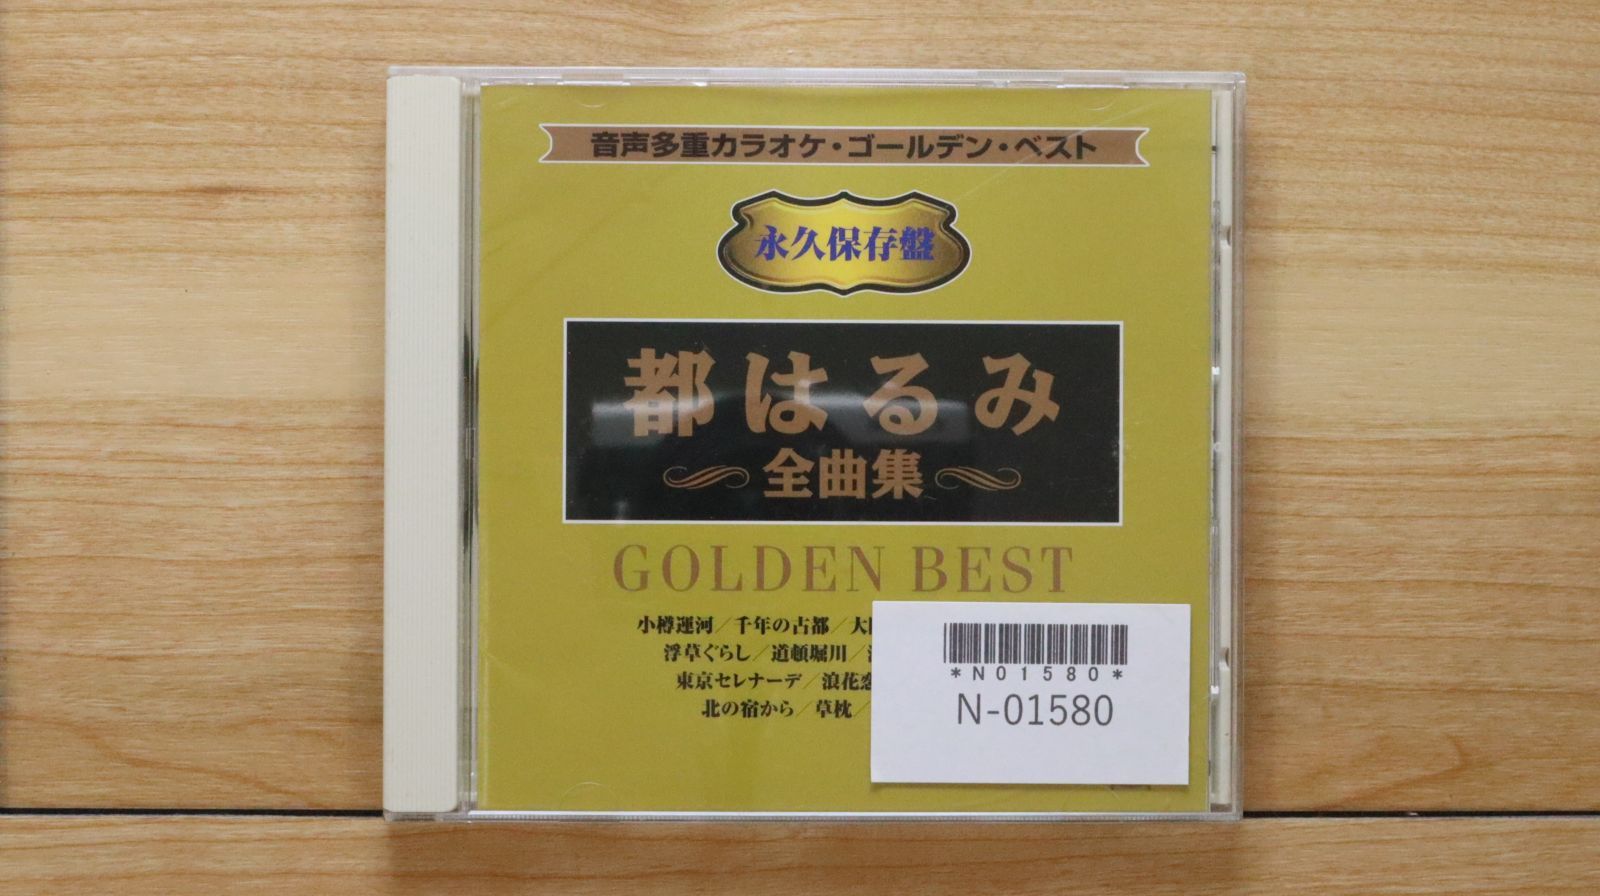 音声多重カラオケ・ゴールデン・ベスト
永久保存盤
都はるみ
全曲集
GOLDEN BEST
小樽運河／千年の古都／大
浮草ぐらし／道頓堀川／
東京セレナーデ／浪花恋
北の宿から／草枕／
*N01580*
N-01580